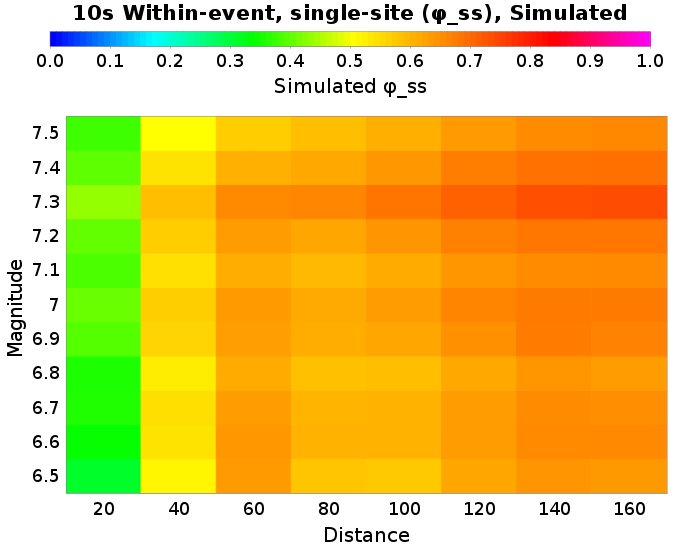 10s Within-event, single-site (φ_ss), Simulated
0.0 0.1 0.2 0.3 0.4 0.5 0.6 0.7 0.8 0.9 1.0
Simulated φ_ss
7.5
7.4
7.3
7.2
7.1
7
6.9
6.8
6.7
6.6
6.5
Magnitude
20 40 60 80 100 120 140 160
Distance